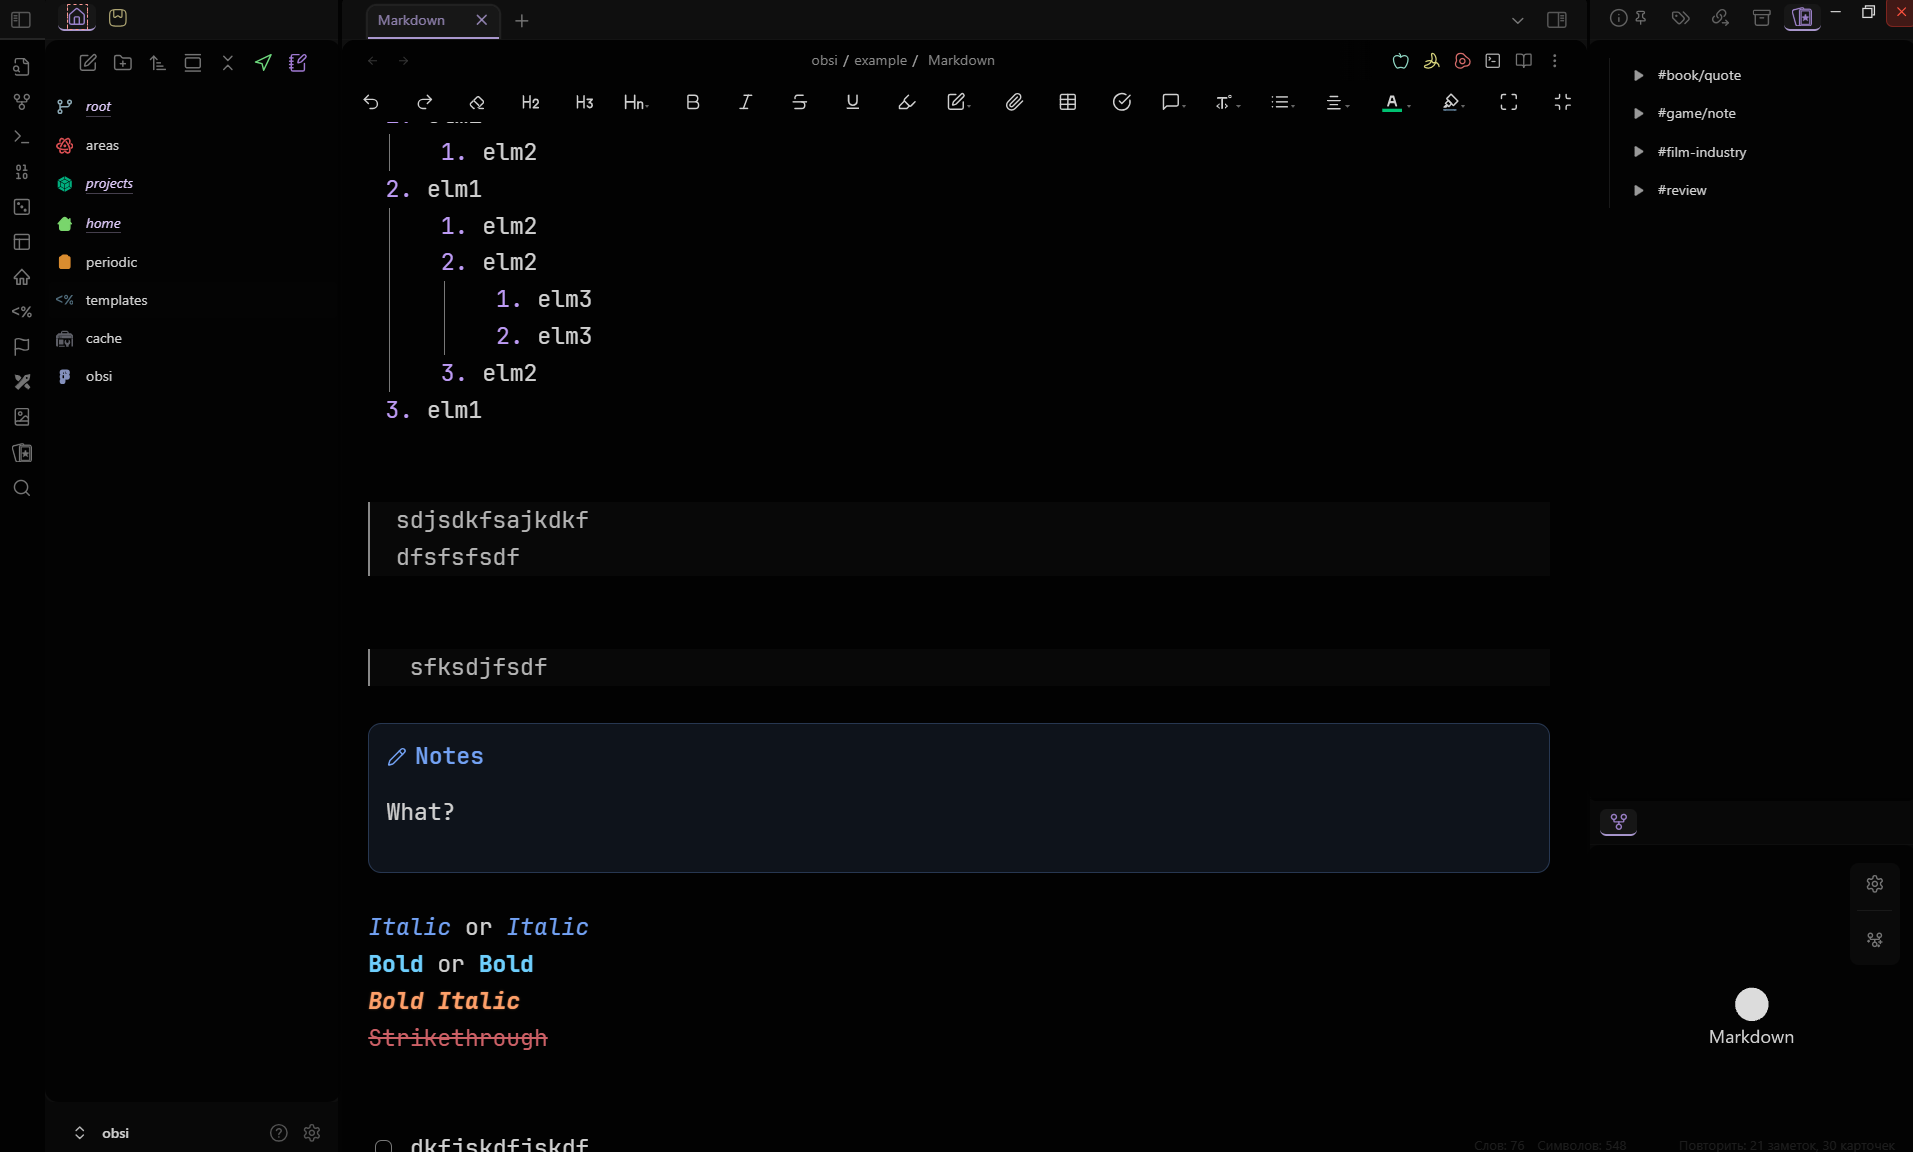 Markdown
obsi / example / Markdown
H2 H3 Hn B I S U A
root
areas
projects
home
periodic
<% templates
cache
obsi
<%
1. elm2
2. elm1
1. elm2
2. elm2
1. elm3
2. elm3
3. elm2
3. elm1
sdjsdkfsajkdkf
dfsfsfsdf
sfksdjfsdf
Notes
What?
Italic or Italic
Bold or Bold
Bold Italic
Strikethrough
dkfjskdfjskdf
#book/quote
#game/note
#film-industry
#review
Markdown
obsi
Слов: 76 Символов: 548 Повторить: 21 заметок, 30 карточек